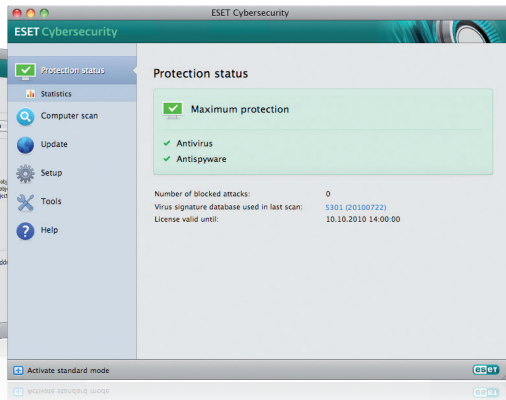 ESET Cybersecurity
ESET Cybersecurity
Protection status
Statistics
Computer scan
Update
Setup
Tools
Help
Protection status
Maximum protection
Antivirus
Antispyware
Number of blocked attacks: 0
Virus signature database used in last scan: 5301 (20100722)
License valid until: 10.10.2010 14:00:00
Activate standard mode
eset